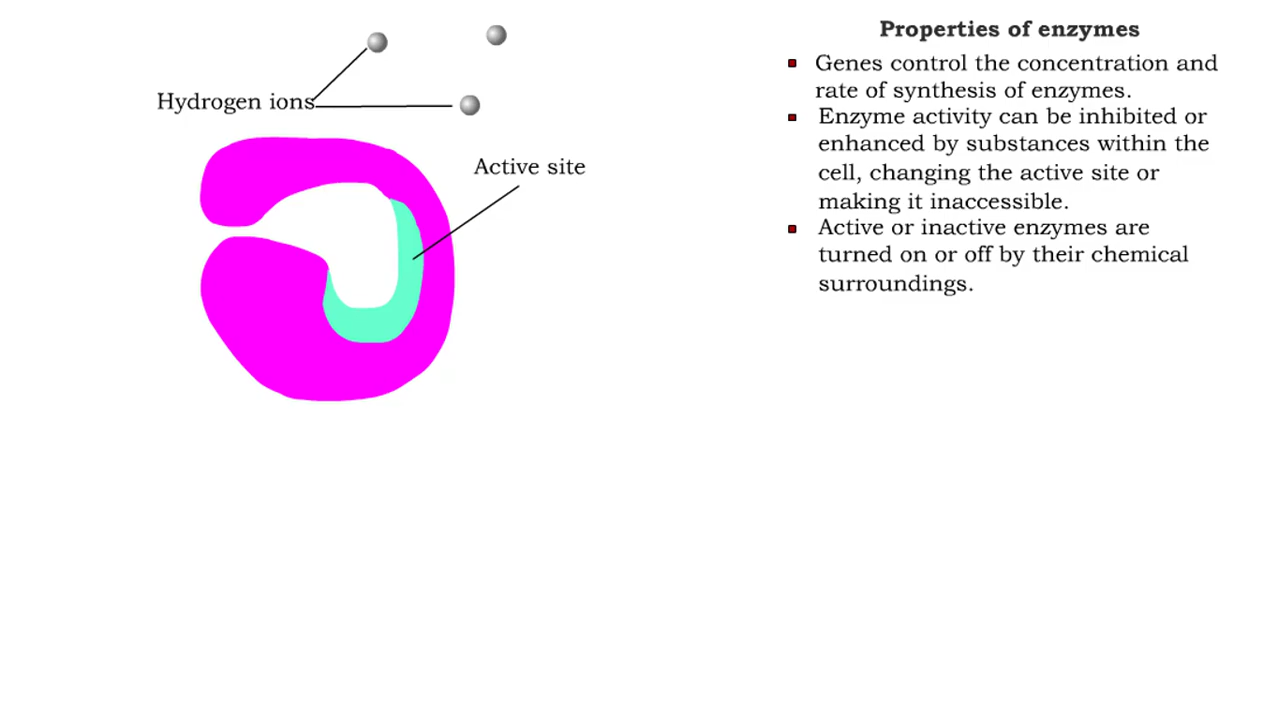 Hydrogen ions
Active site
Properties of enzymes
Genes control the concentration and
rate of synthesis of enzymes.
Enzyme activity can be inhibited or
enhanced by substances within the
cell, changing the active site or
making it inaccessible.
Active or inactive enzymes are
turned on or off by their chemical
surroundings.